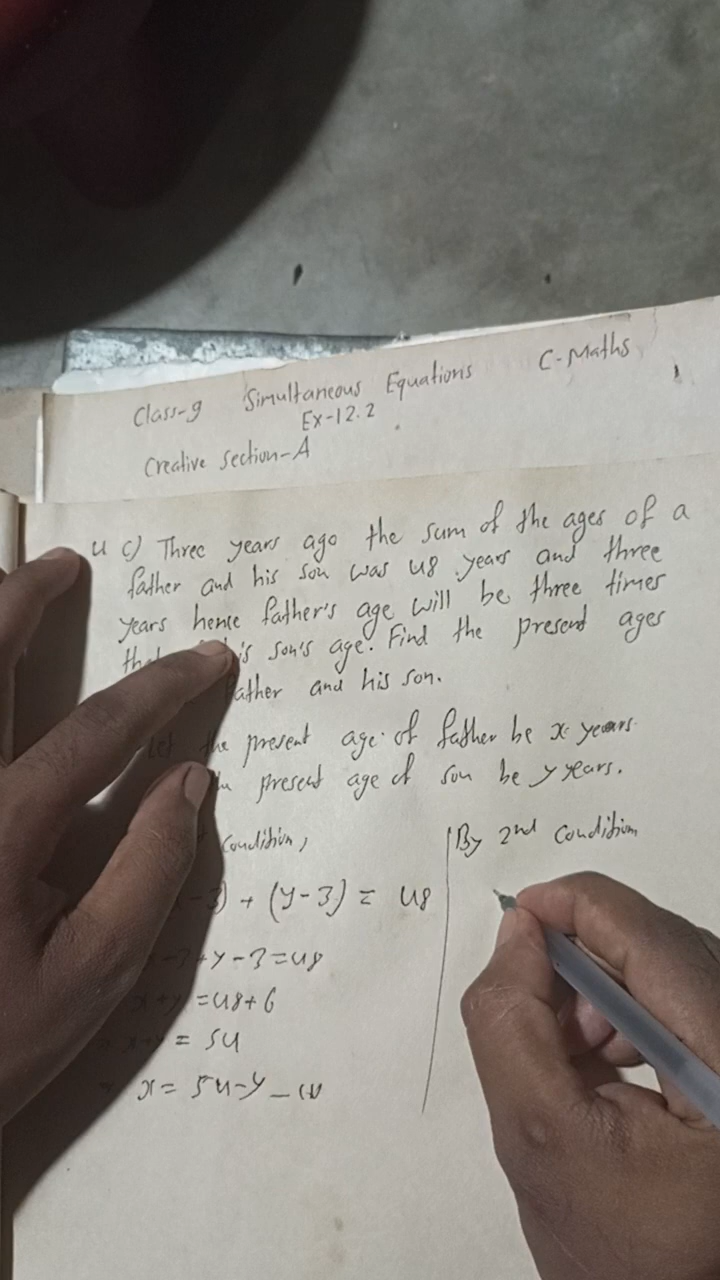 Class-9 Simultaneous Equations C-Maths
Ex-12.2
Creative section-A
4 c) Three years ago the sum of the ages of a
father and his son was 48 years and three
years hence father's age will be three times
is son's age. Find the present ages
father and his son.
the present age of father be x years
present age of son be y years.
condition,
By 2nd condition
-3) + (y-3) = 48
x-3+y-3=48
x+y=48+6
x+y = 54
x = 54-y